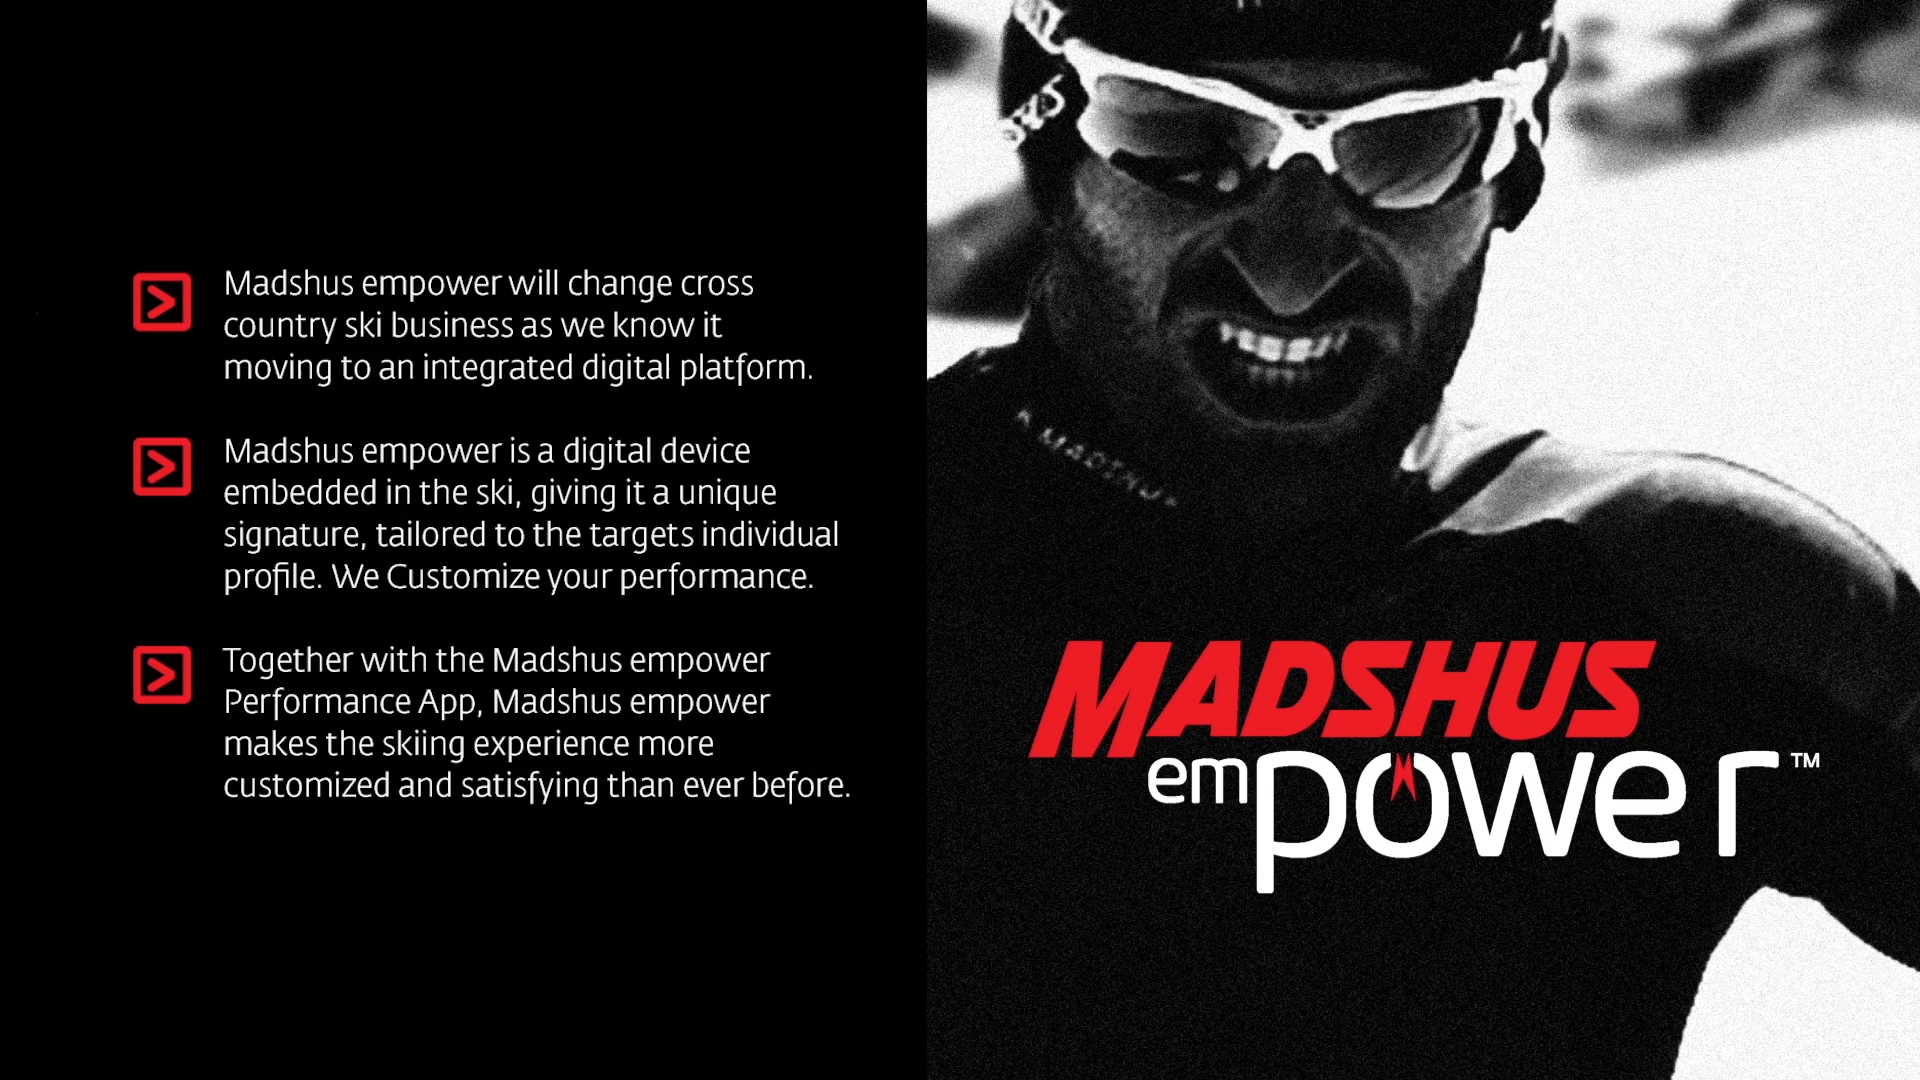 Madshus empower will change cross
country ski business as we know it
moving to an integrated digital platform.
Madshus empower is a digital device
embedded in the ski, giving it a unique
signature, tailored to the targets individual
profile. We Customize your performance.
Together with the Madshus empower
Performance App, Madshus empower
makes the skiing experience more
customized and satisfying than ever before.
MADSHUS
MADSHUS
empower™